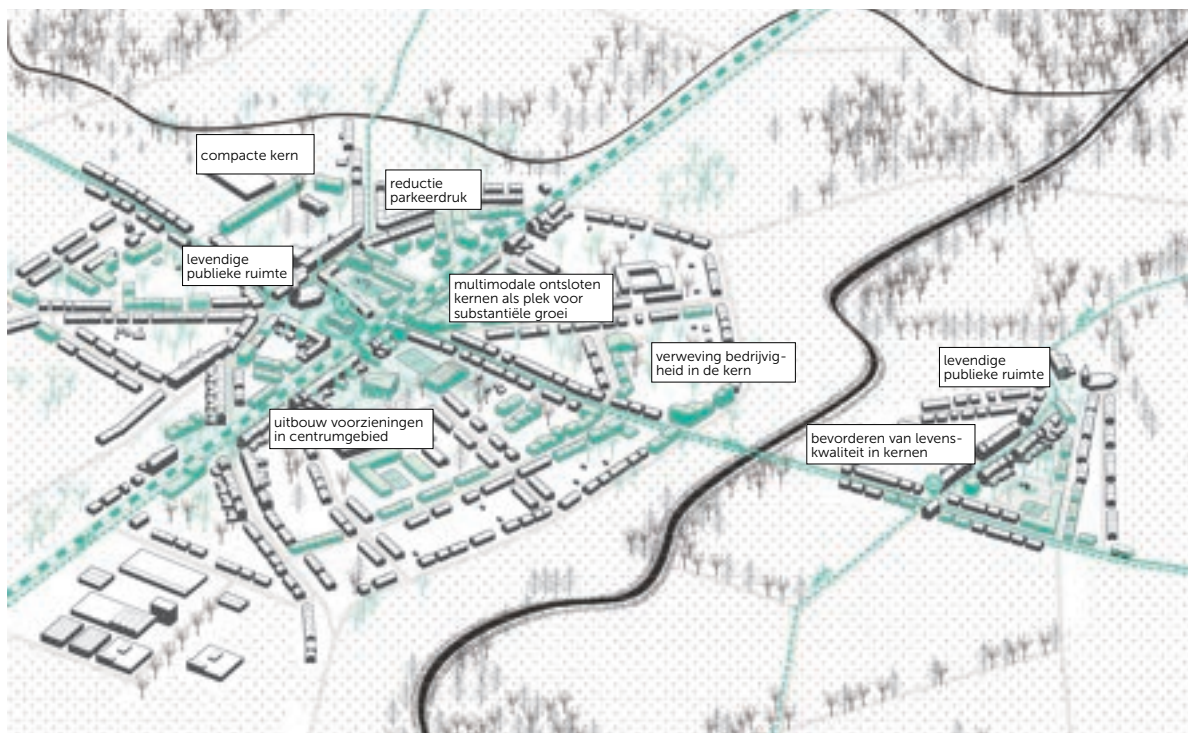 compacte kern
reductie
parkeerdruk
levendige
publieke ruimte
multimodale ontsloten
kernen als plek voor
substantiële groei
verweving bedrijvig-
heid in de kern
levendige
publieke ruimte
uitbouw voorzieningen
in centrumgebied
bevorderen van levens-
kwaliteit in kernen